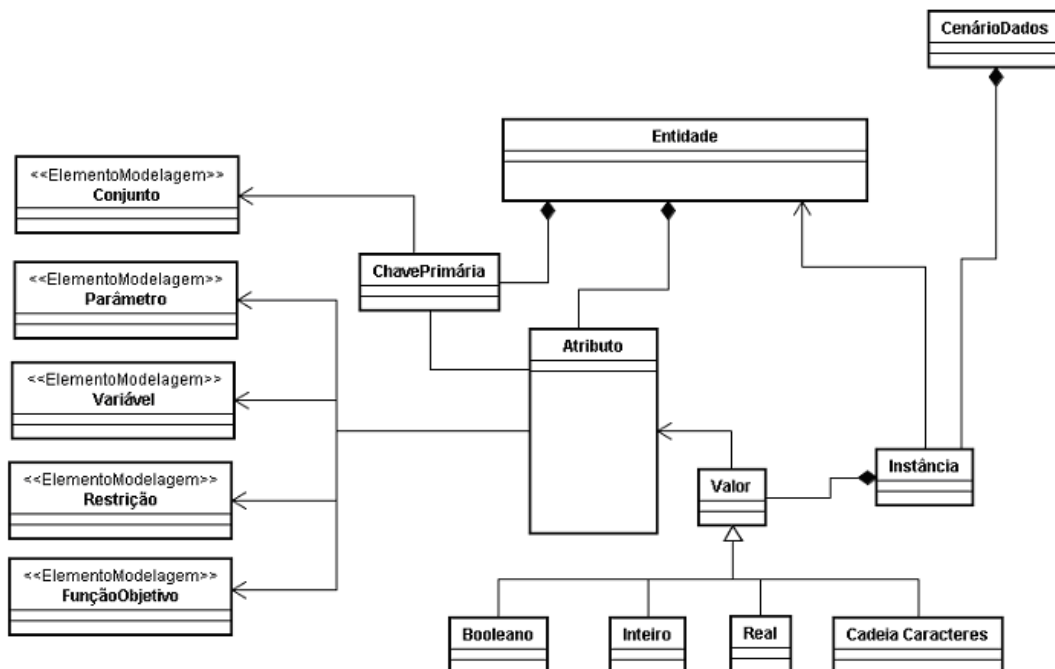 CenárioDados
Entidade
<<ElementoModelagem>>
Conjunto
ChavePrimária
<<ElementoModelagem>>
Parâmetro
Atributo
<<ElementoModelagem>>
Variável
<<ElementoModelagem>>
Restrição
Valor
Instância
<<ElementoModelagem>>
FunçãoObjetivo
Booleano
Inteiro
Real
Cadeia Caracteres